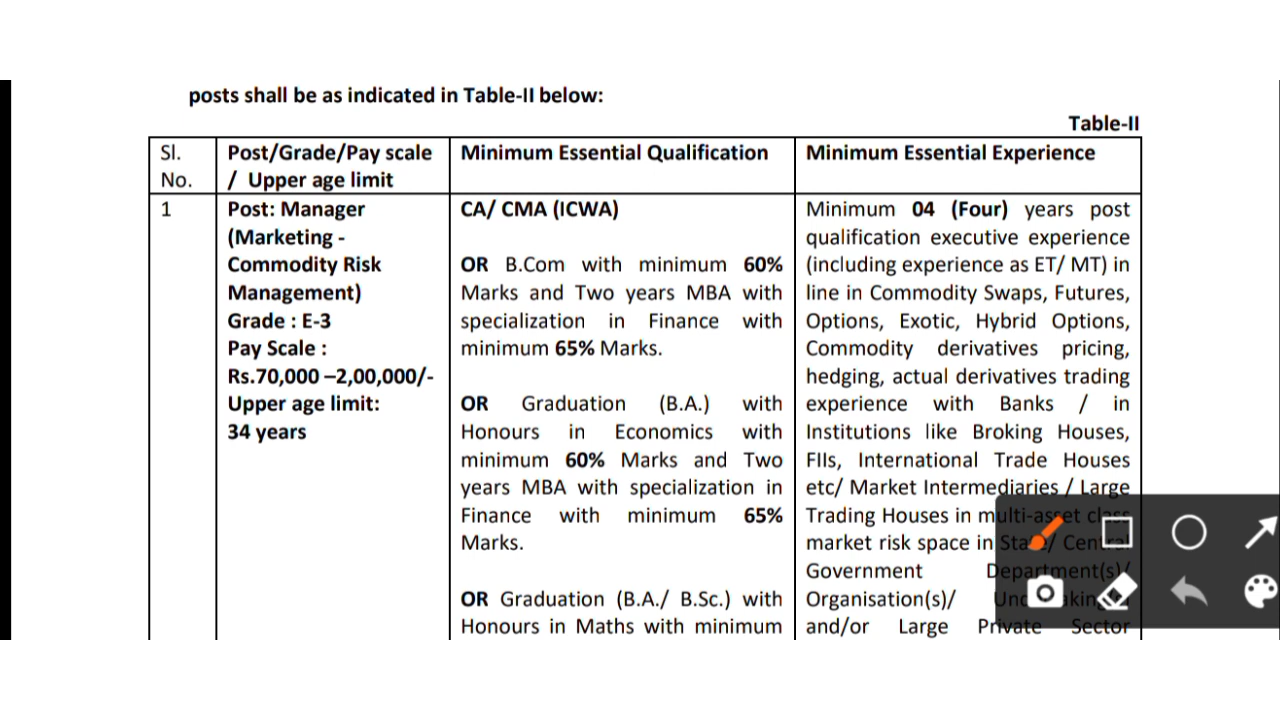 posts shall be as indicated in Table-II below:
Table-II
Sl.
No.
Post/Grade/Pay scale
/ Upper age limit
Minimum Essential Qualification
Minimum Essential Experience
1
Post: Manager
(Marketing -
Commodity Risk
Management)
Grade : E-3
Pay Scale :
Rs.70,000 –2,00,000/-
Upper age limit:
34 years
CA/ CMA (ICWA)
OR B.Com with minimum 60%
Marks and Two years MBA with
specialization in Finance with
minimum 65% Marks.
OR Graduation (B.A.) with
Honours in Economics with
minimum 60% Marks and Two
years MBA with specialization in
Finance with minimum 65%
Marks.
OR Graduation (B.A./ B.Sc.) with
Honours in Maths with minimum
Minimum 04 (Four) years post
qualification executive experience
(including experience as ET/ MT) in
line in Commodity Swaps, Futures,
Options, Exotic, Hybrid Options,
Commodity derivatives pricing,
hedging, actual derivatives trading
experience with Banks / in
Institutions like Broking Houses,
FIIs, International Trade Houses
etc/ Market Intermediaries / Large
Trading Houses in multi-asset class
market risk space in State/ Central
Government Department(s)/
Organisation(s)/
and/or Large Private Sector